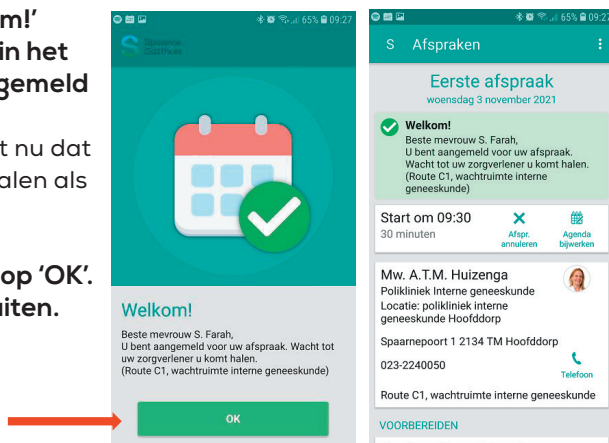 m!’
in het
gemeld
t nu dat
alen als
op ‘OK’.
iten.
65% 09:27
Spaarne
Gasthuis
Welkom!
Beste mevrouw S. Farah,
U bent aangemeld voor uw afspraak. Wacht tot
uw zorgverlener u komt halen.
(Route C1, wachtruimte interne geneeskunde)
OK
65% 09:27
S Afspraken
Eerste afspraak
woensdag 3 november 2021
Welkom!
Beste mevrouw S. Farah,
U bent aangemeld voor uw afspraak.
Wacht tot uw zorgverlener u komt halen.
(Route C1, wachtruimte interne
geneeskunde)
Start om 09:30
30 minuten
Afspr.
annuleren
Agenda
bijwerken
Mw. A.T.M. Huizenga
Polikliniek Interne geneeskunde
Locatie: polikliniek interne
geneeskunde Hoofddorp
Spaarnepoort 1 2134 TM Hoofddorp
023-2240050
Telefoon
Route C1, wachtruimte interne geneeskunde
VOORBEREIDEN